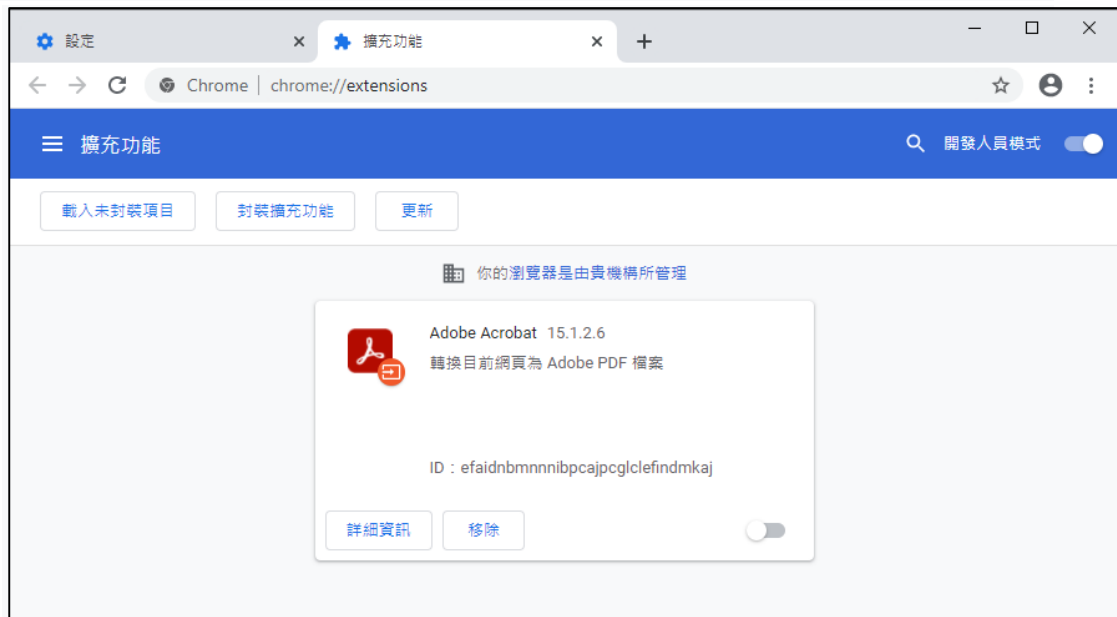 設定
擴充功能
Chrome | chrome://extensions
擴充功能
開發人員模式
載入未封裝項目
封裝擴充功能
更新
你的瀏覽器是由貴機構所管理
Adobe Acrobat 15.1.2.6
轉換目前網頁為 Adobe PDF 檔案
ID：efaidnbmnnnibpcajpcglclefindmkaj
詳細資訊
移除